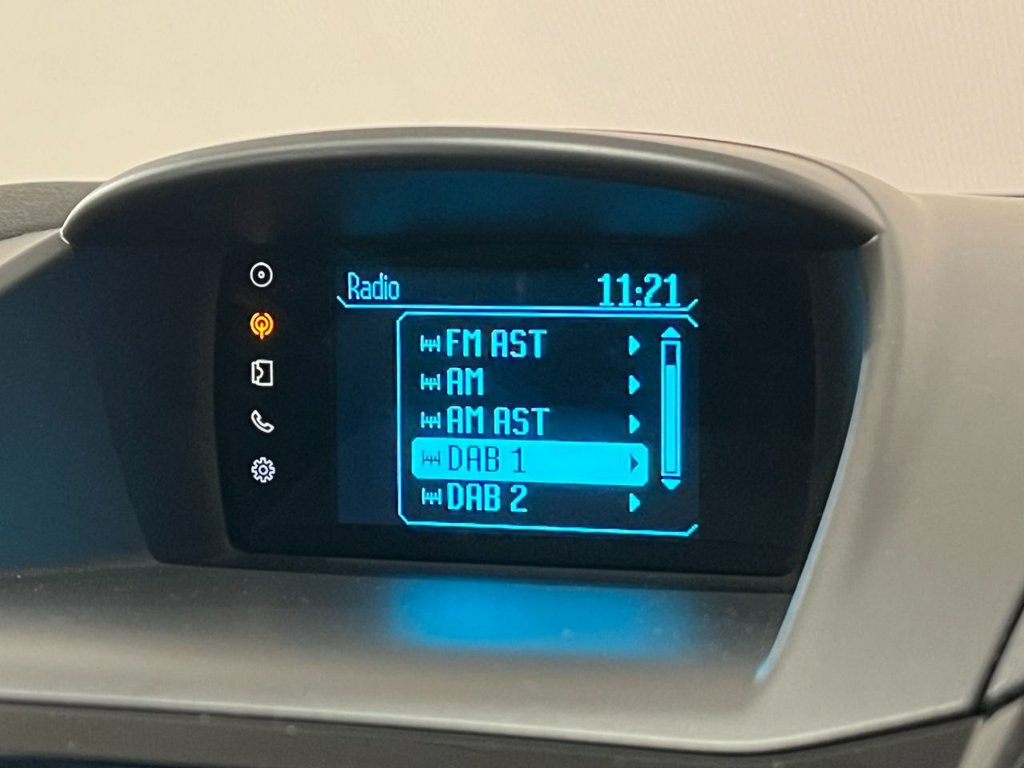 Radio 11:21
FM AST
AM
AM AST
DAB 1
DAB 2